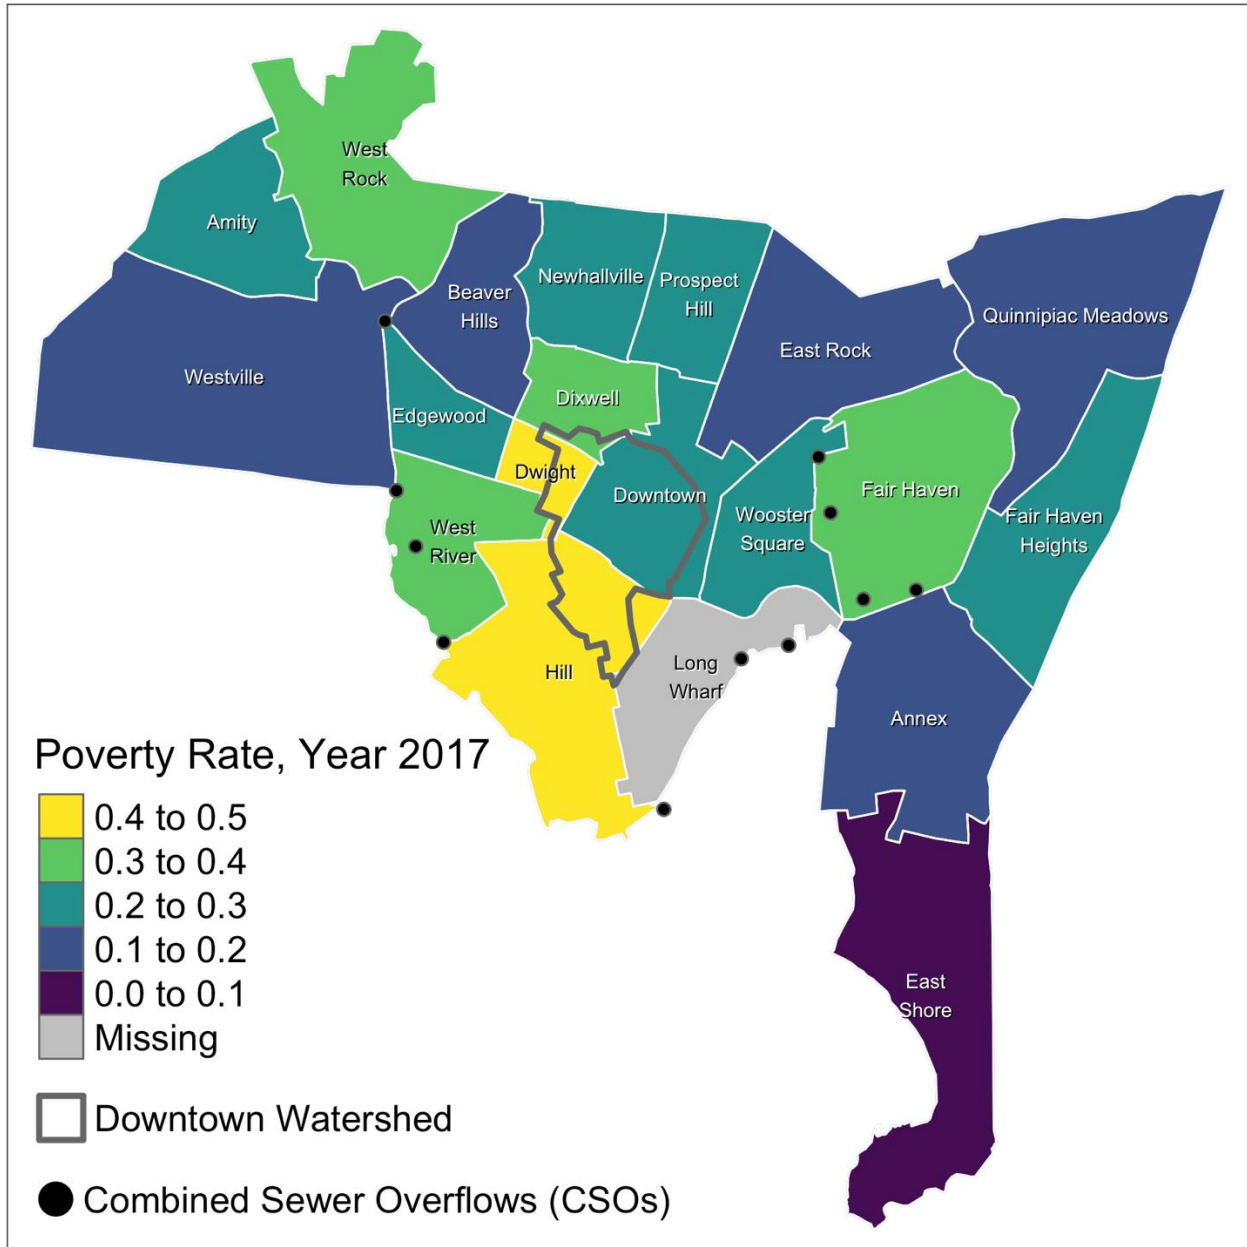 West
Rock
Amity
Newhallville
Prospect
Hill
Beaver
Hills
Quinnipiac Meadows
East Rock
Westville
Dixwell
Edgewood
Dwight
Downtown
Fair Haven
Wooster
Square
Fair Haven
Heights
West
River
Hill
Long
Wharf
Annex
East
Shore
Poverty Rate, Year 2017
0.4 to 0.5
0.3 to 0.4
0.2 to 0.3
0.1 to 0.2
0.0 to 0.1
Missing
Downtown Watershed
Combined Sewer Overflows (CSOs)